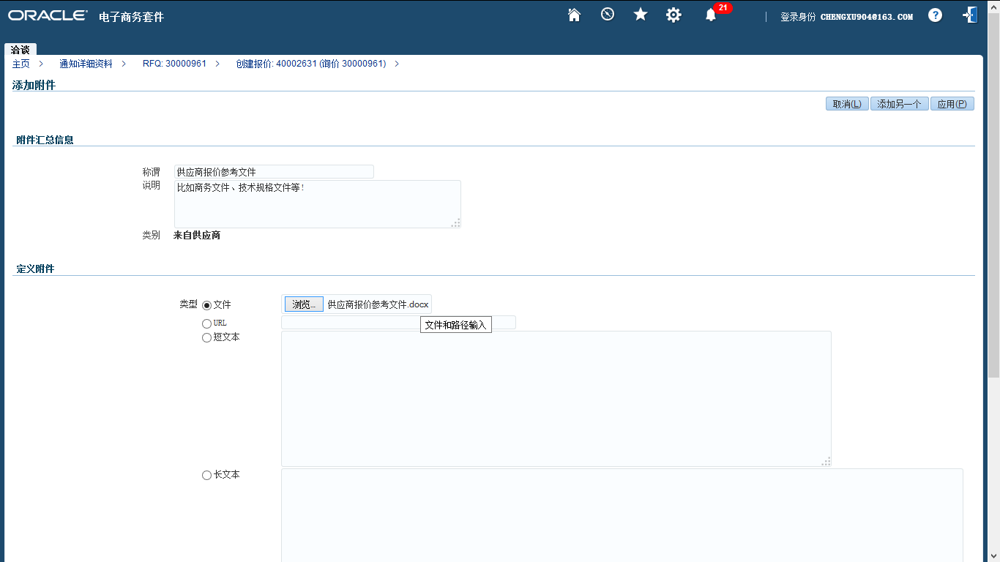 ORACLE® 电子商务套件
21
登录身份 CHENGXU904@163.COM
?
洽谈
主页 > 通知详细资料 > RFQ: 30000961 > 创建报价: 40002631 (询价 30000961) >
添加附件
取消(L) 添加另一个 应用(P)
附件汇总信息
称谓 供应商报价参考文件
说明 比如商务文件、技术规格文件等!
类别 来自供应商
定义附件
类型 文件 浏览... 供应商报价参考文件.docx
URL
文件和路径输入
短文本
长文本